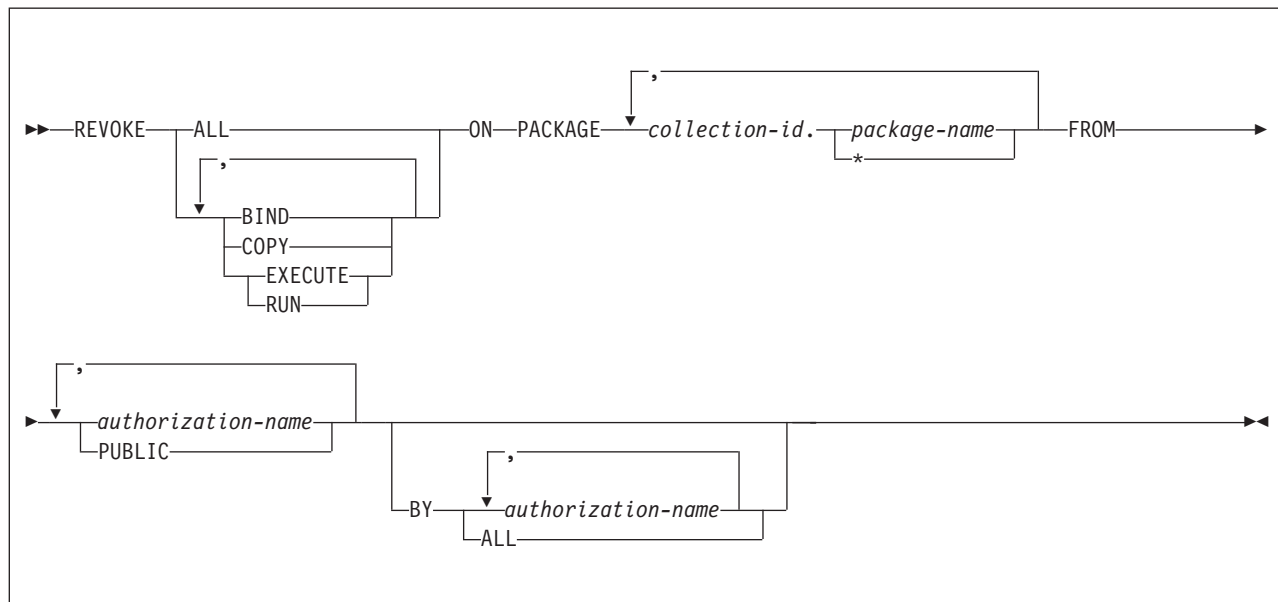 ,
REVOKE ALL ON PACKAGE collection-id. package-name FROM
*
,
BIND
COPY
EXECUTE
RUN
,
authorization-name
PUBLIC
,
BY authorization-name
ALL